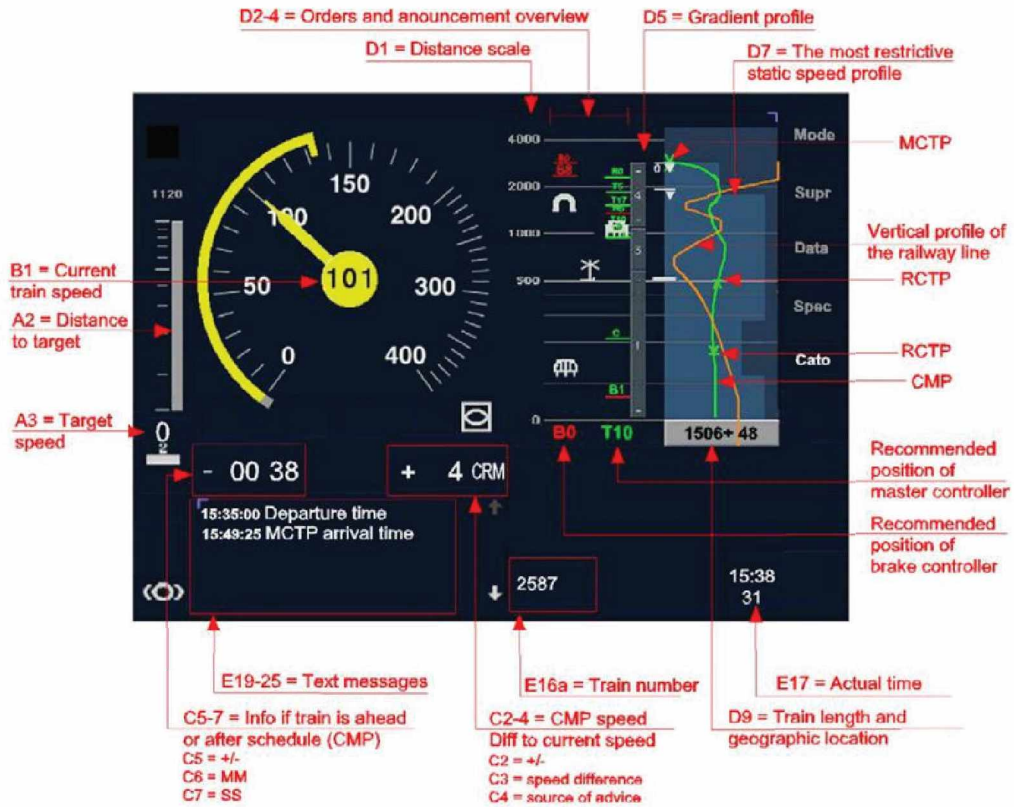 D2-4 = Orders and anouncement overview
D5 = Gradient profile
D1 = Distance scale
D7 = The most restrictive
static speed profile
4000
2000
1000
500
0
Mode
Supr
Data
Spec
Cato
MCTP
Vertical profile of
the railway line
RCTP
RCTP
CMP
1120
0
50
100
150
200
300
400
101
B1 = Current
train speed
A2 = Distance
to target
A3 = Target
speed
0
2
T5
T17
C
B1
4
5
1
B0
T10
1506+ 48
- 00 38
+ 4 CRM
15:35:00 Departure time
15:49:25 MCTP arrival time
2587
15:38
31
Recommended
position of
master controller
Recommended
position of
brake controller
E19-25 = Text messages
E16a = Train number
E17 = Actual time
C5-7 = Info if train is ahead
or after schedule (CMP)
C5 = +/-
C6 = MM
C7 = SS
C2-4 = CMP speed
Diff to current speed
C2 = +/-
C3 = speed difference
C4 = source of advice
D9 = Train length and
geographic location